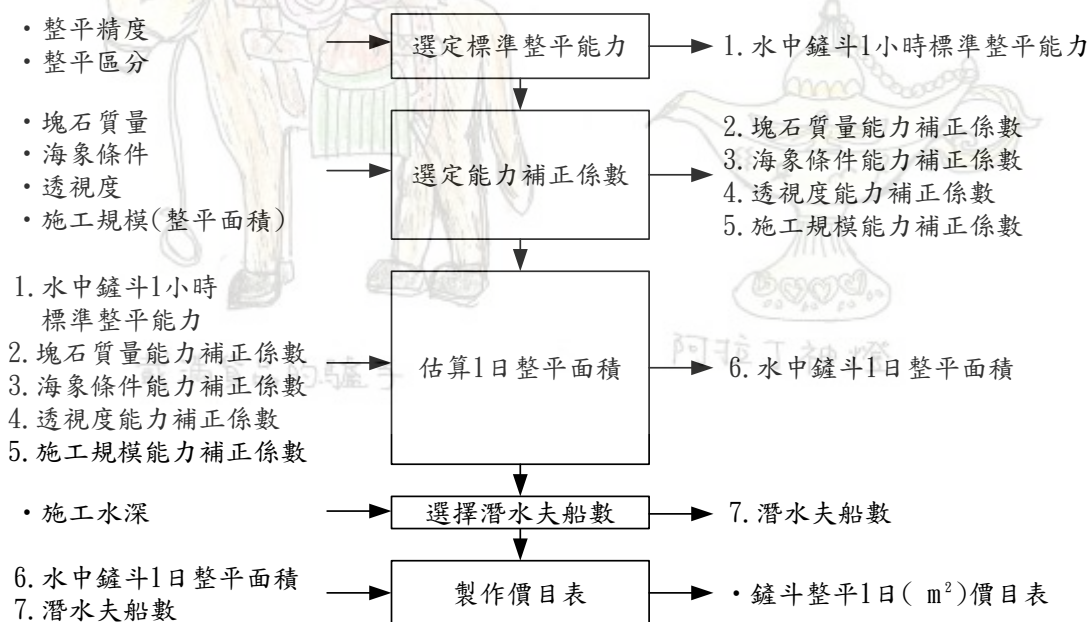 ・整平精度
・整平區分
選定標準整平能力
1.水中鏟斗1小時標準整平能力
・塊石質量
・海象條件
・透視度
・施工規模(整平面積)
選定能力補正係數
2.塊石質量能力補正係數
3.海象條件能力補正係數
4.透視度能力補正係數
5.施工規模能力補正係數
1.水中鏟斗1小時
標準整平能力
2.塊石質量能力補正係數
3.海象條件能力補正係數
4.透視度能力補正係數
5.施工規模能力補正係數
估算1日整平面積
6.水中鏟斗1日整平面積
阿拉丁神燈
・施工水深
選擇潛水夫船數
7.潛水夫船數
6.水中鏟斗1日整平面積
7.潛水夫船數
製作價目表
・鏟斗整平1日( m²)價目表